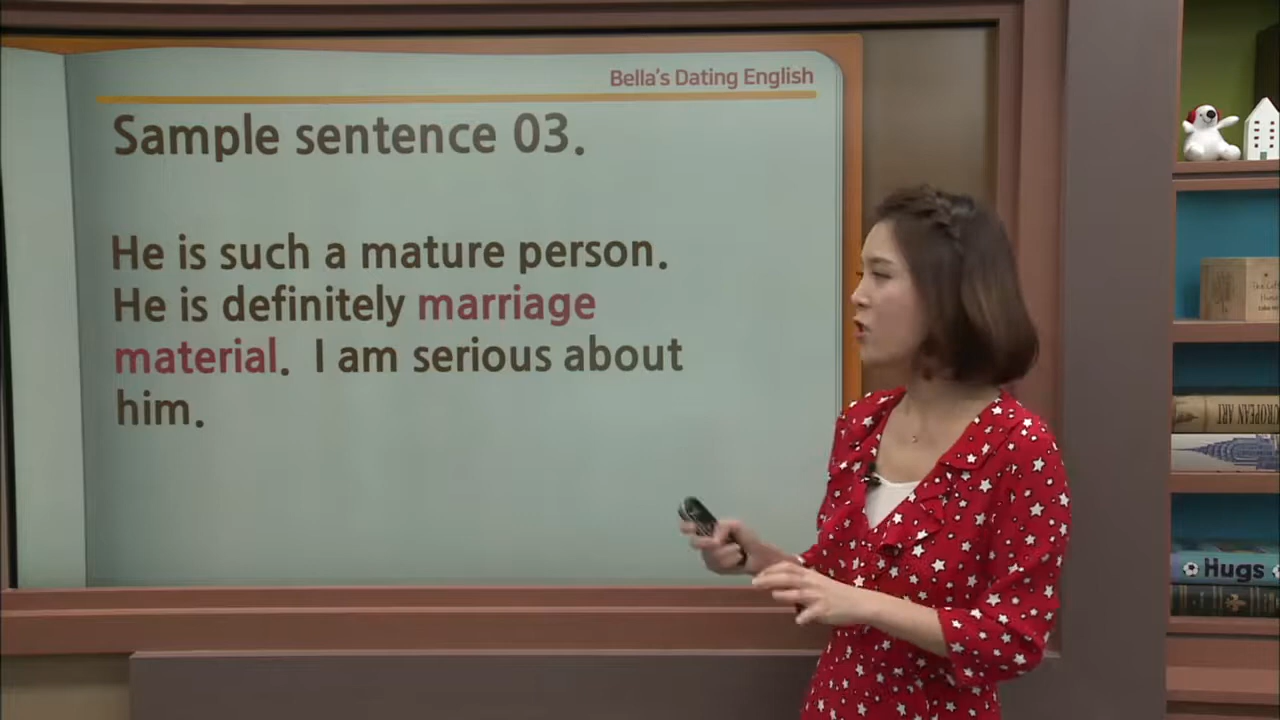 Bella's Dating English
Sample sentence 03.
He is such a mature person.
He is definitely marriage
material. I am serious about
him.
Hugs